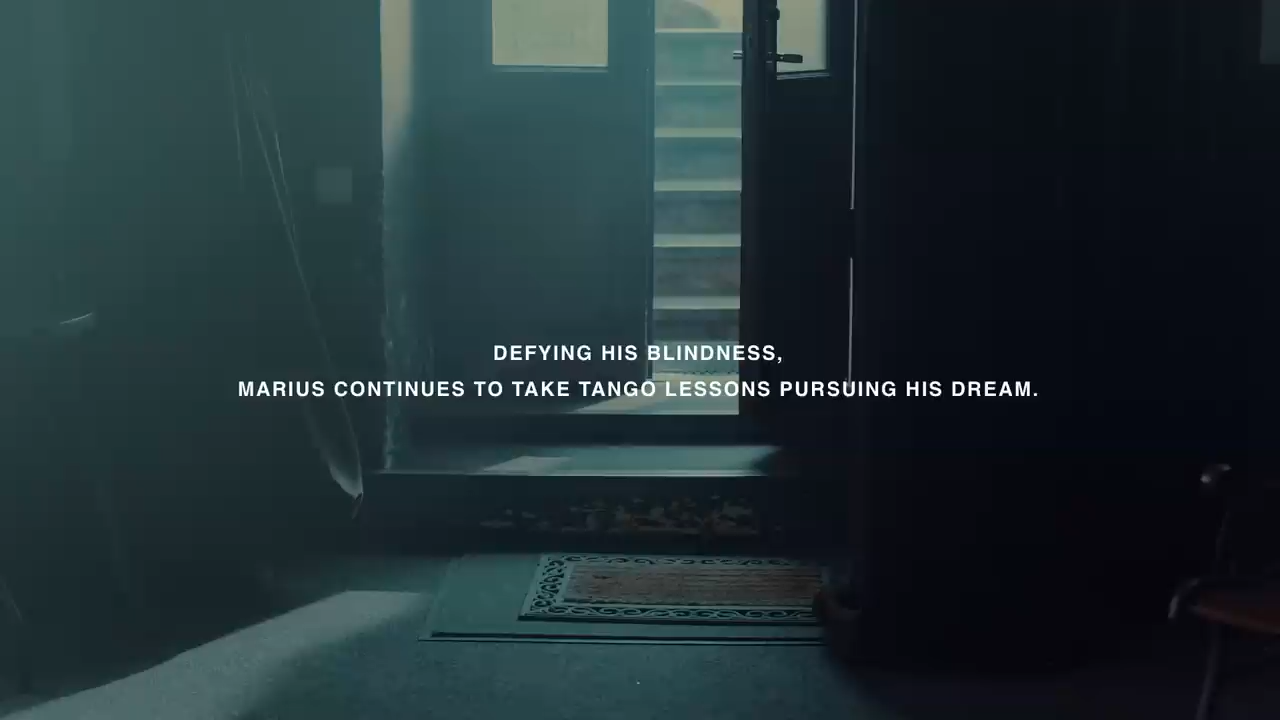 DEFYING HIS BLINDNESS,
MARIUS CONTINUES TO TAKE TANGO LESSONS PURSUING HIS DREAM.